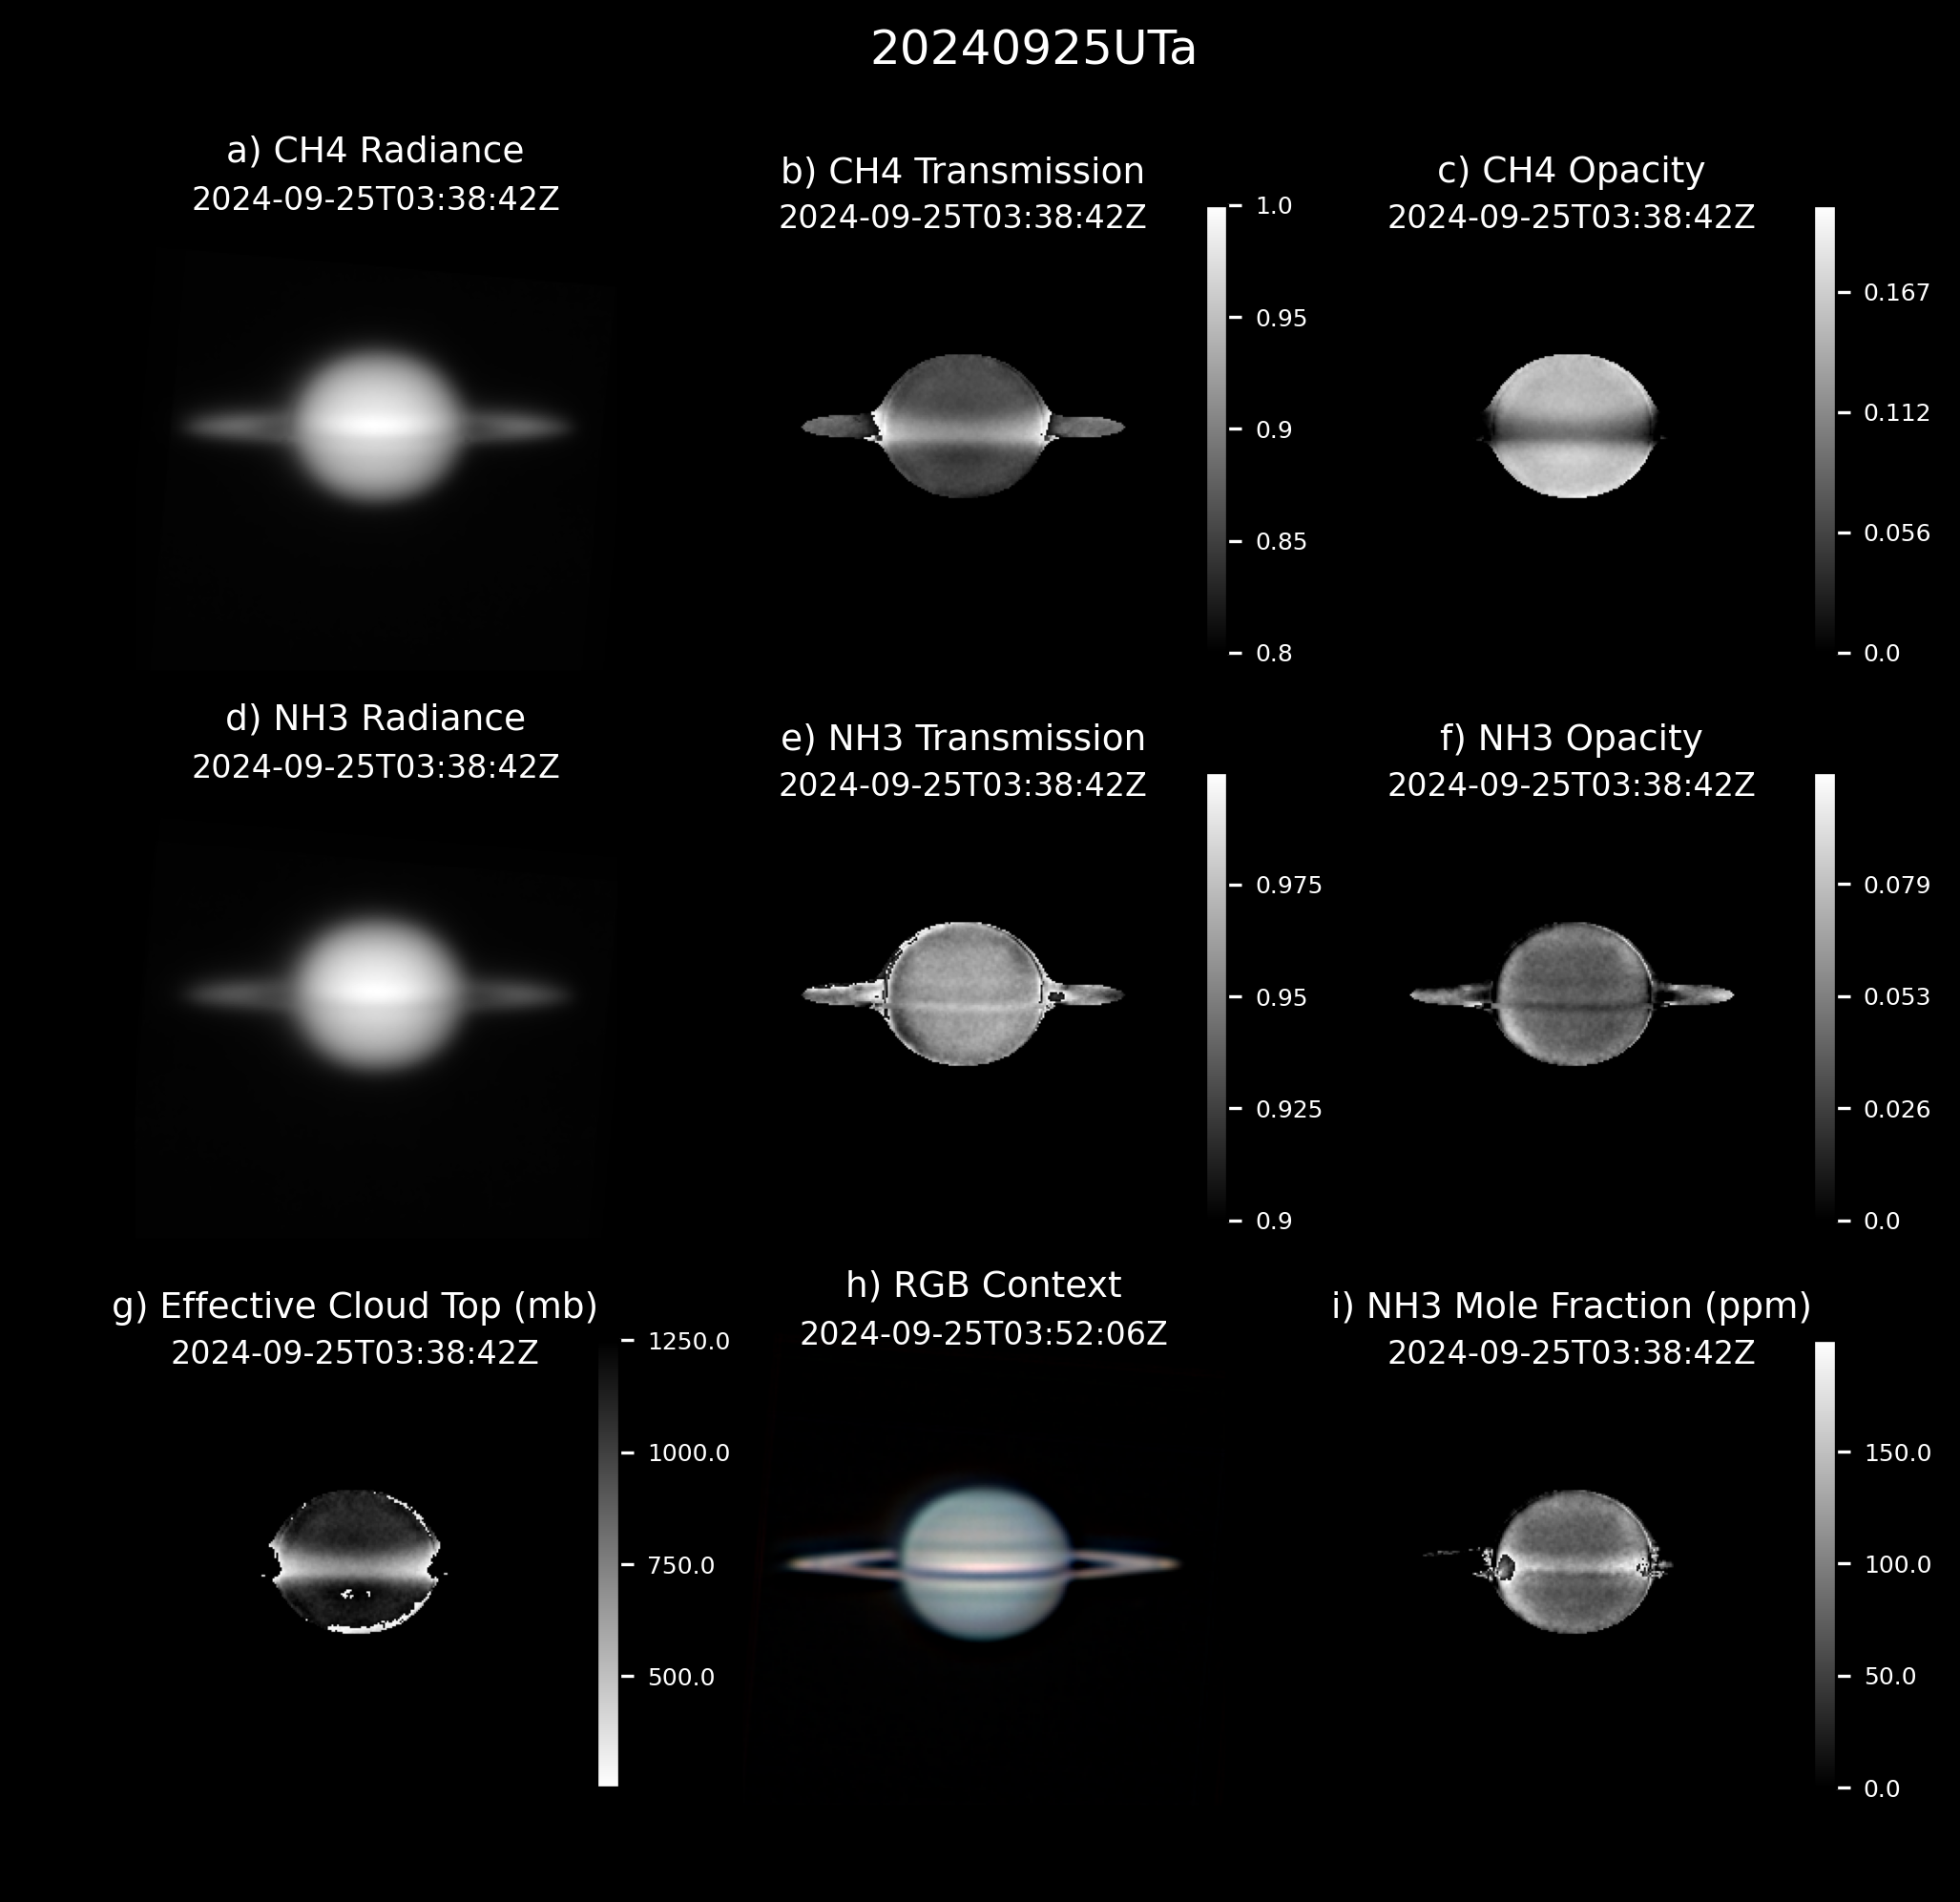 20240925UTa
a) CH4 Radiance
2024-09-25T03:38:42Z
b) CH4 Transmission
2024-09-25T03:38:42Z
1.0
0.95
0.9
0.85
0.8
c) CH4 Opacity
2024-09-25T03:38:42Z
0.167
0.112
0.056
0.0
d) NH3 Radiance
2024-09-25T03:38:42Z
e) NH3 Transmission
2024-09-25T03:38:42Z
0.975
0.95
0.925
0.9
f) NH3 Opacity
2024-09-25T03:38:42Z
0.079
0.053
0.026
0.0
g) Effective Cloud Top (mb)
2024-09-25T03:38:42Z
1250.0
1000.0
750.0
500.0
h) RGB Context
2024-09-25T03:52:06Z
i) NH3 Mole Fraction (ppm)
2024-09-25T03:38:42Z
150.0
100.0
50.0
0.0